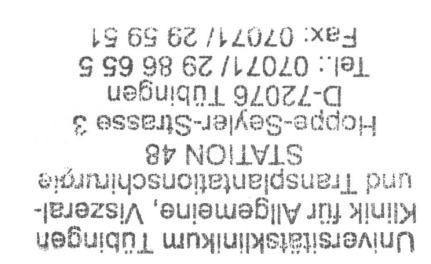 Universitätsklinikum Tübingen
Klinik für Allgemeine, Viszeral-
und Transplantationschirurgie
STATION 48
Hoppe-Seyler-Strasse 3
D-72076 Tübingen
Tel.: 07071/ 29 86 65 5
Fax: 07071/ 29 59 51